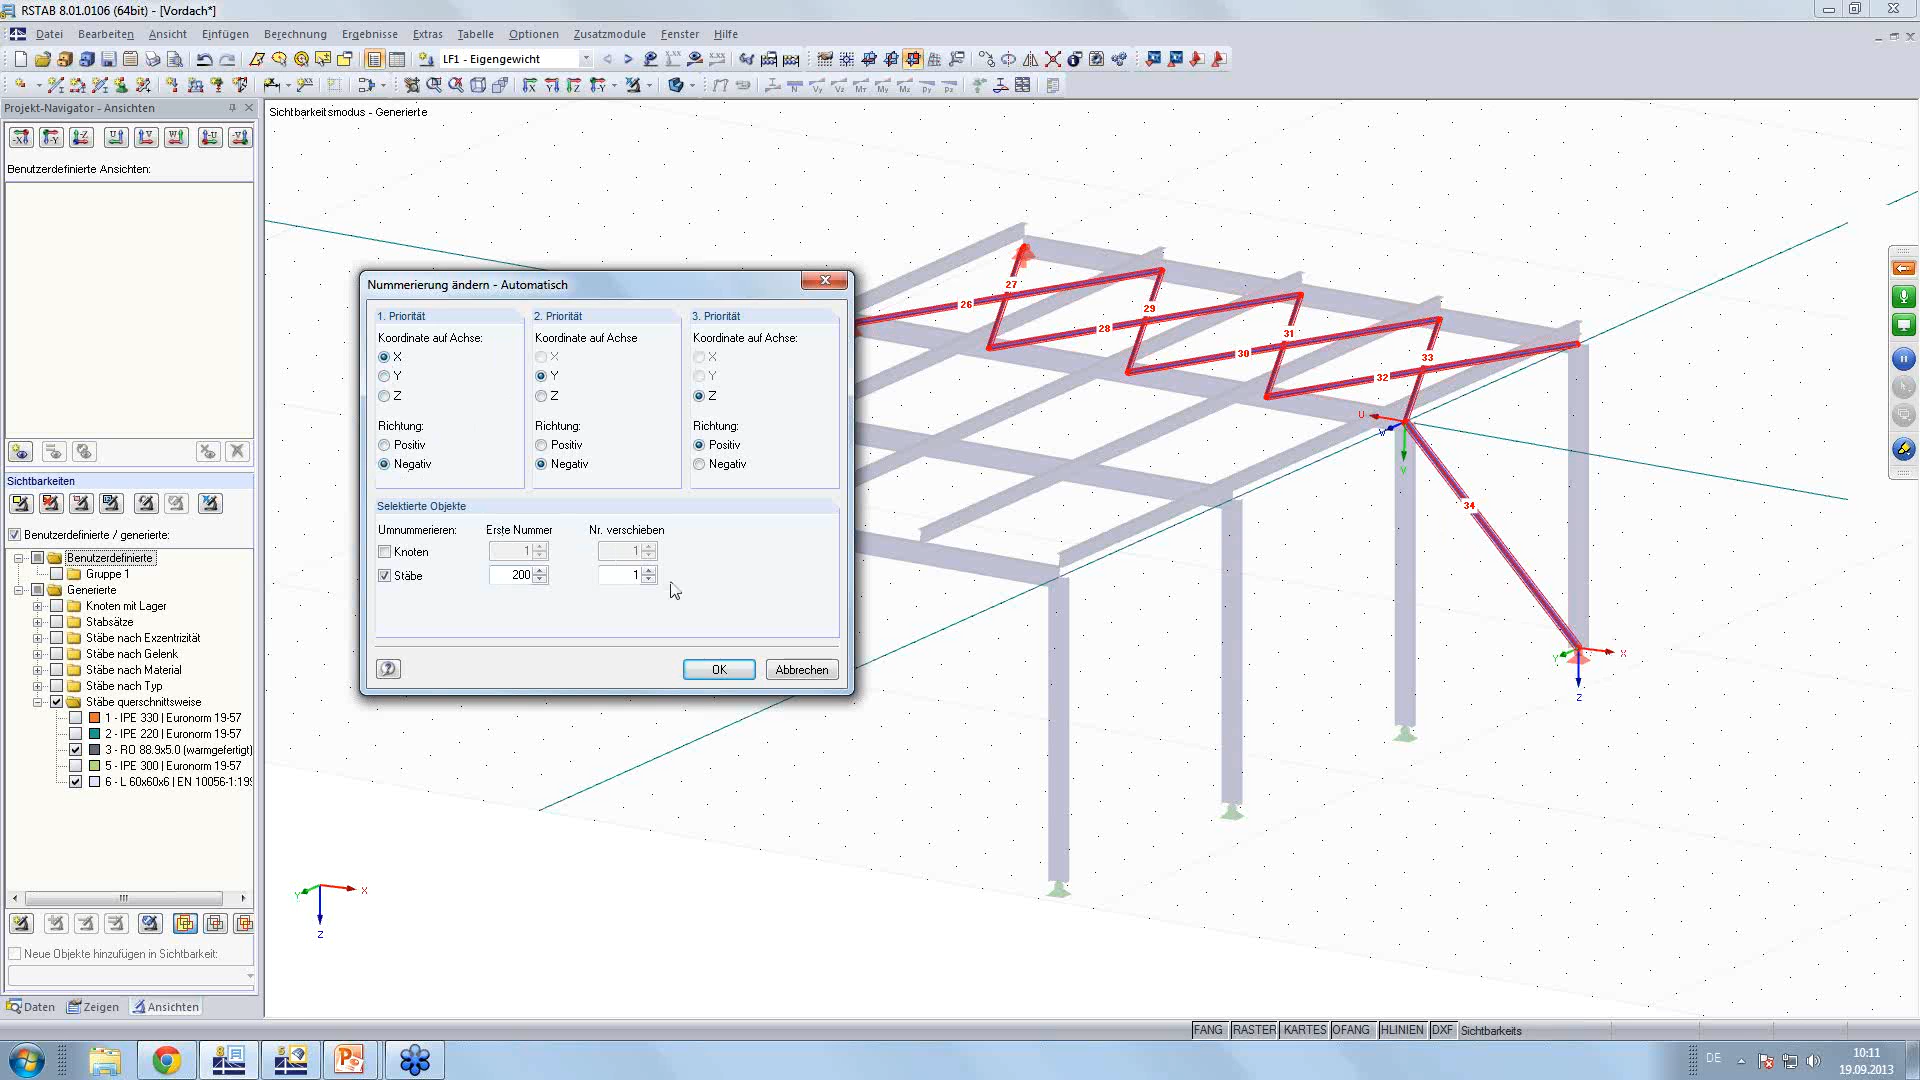 RSTAB 8.01.0106 (64bit) - [Vordach*]
Datei Bearbeiten Ansicht Einfügen Berechnung Ergebnisse Extras Tabelle Optionen Zusatzmodule Fenster Hilfe
LF1 - Eigengewicht
Projekt-Navigator - Ansichten
Sichtbarkeitsmodus - Generierte
Benutzerdefinierte Ansichten:
Sichtbarkeiten
Benutzerdefinierte / generierte:
Benutzerdefinierte
Gruppe 1
Generierte
Knoten mit Lager
Stabsätze
Stäbe nach Exzentrizität
Stäbe nach Gelenk
Stäbe nach Material
Stäbe nach Typ
Stäbe querschnittsweise
1 - IPE 330 | Euronorm 19-57
2 - IPE 220 | Euronorm 19-57
3 - RO 88.9x5.0 (warmgefertigt)
5 - IPE 300 | Euronorm 19-57
6 - L 60x60x6 | EN 10056-1:199
Neue Objekte hinzufügen in Sichtbarkeit:
Daten Zeigen Ansichten
Nummerierung ändern - Automatisch
1. Priorität 2. Priorität 3. Priorität
Koordinate auf Achse: Koordinate auf Achse Koordinate auf Achse:
X X X
Y Y Y
Z Z Z
Richtung: Richtung: Richtung:
Positiv Positiv Positiv
Negativ Negativ Negativ
Selektierte Objekte
Umnummerieren: Erste Nummer Nr. verschieben
Knoten 1 1
Stäbe 200 1
OK Abbrechen
26
27
28
29
30
31
32
33
34
U
W
V
Y
X
Z
Y
X
Z
FANG RASTER KARTES OFANG HLINIEN DXF Sichtbarkeits
DE
10:11
19.09.2013